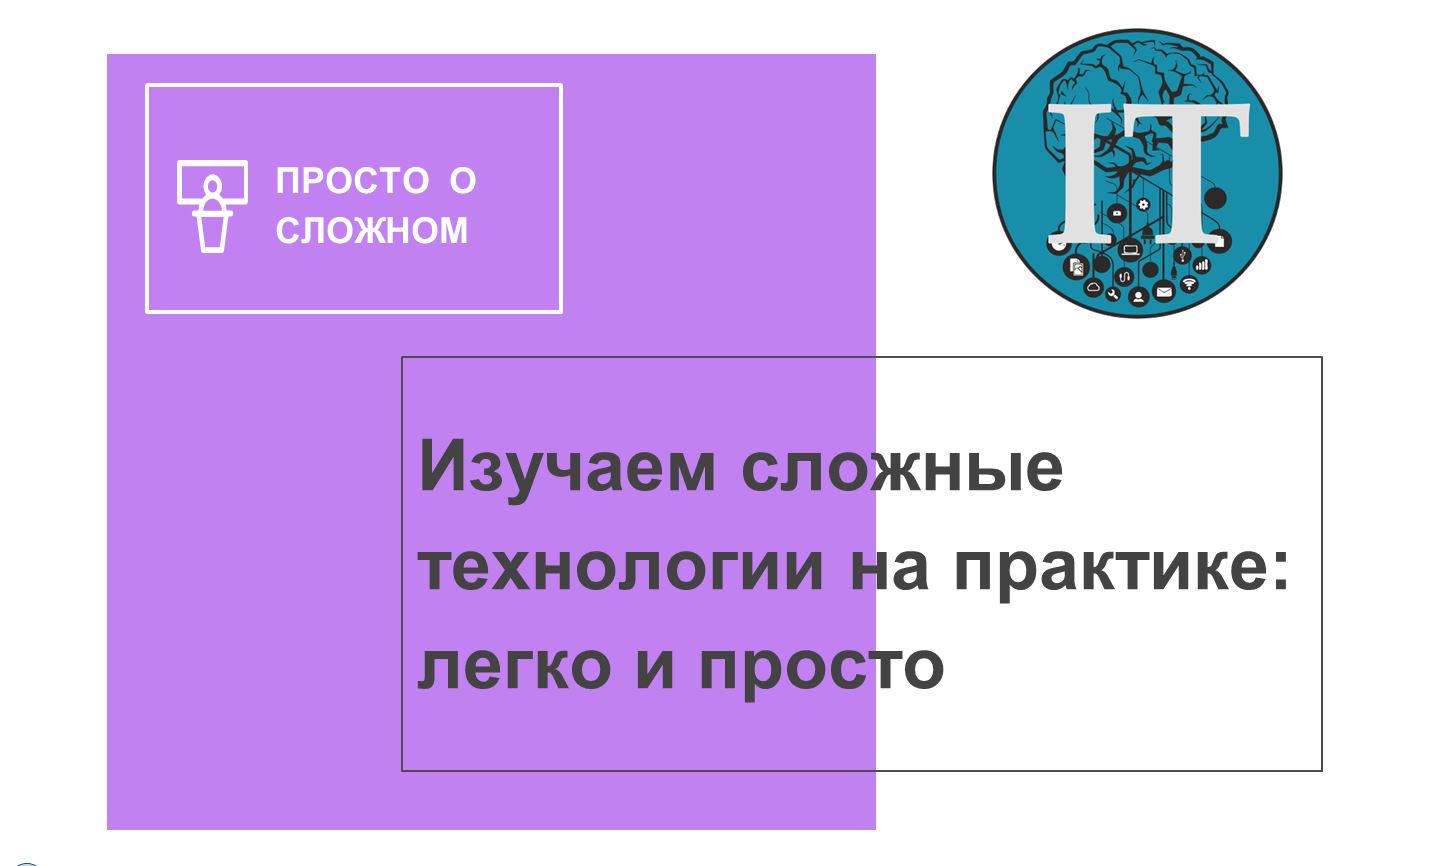 ПРОСТО О
СЛОЖНОМ
IT
Изучаем сложные
технологии на практике:
легко и просто